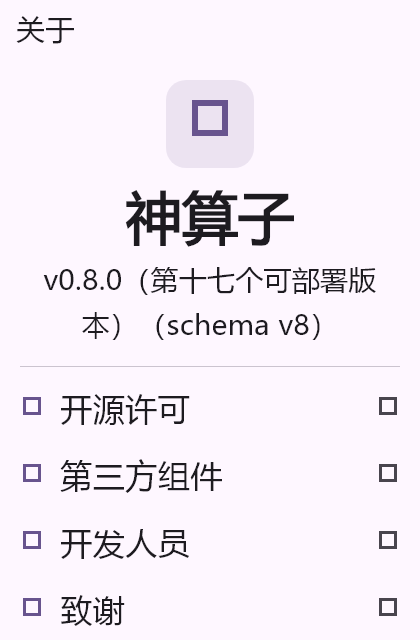 关于
神算子
v0.8.0（第十七个可部署版
本）（schema v8）
开源许可
第三方组件
开发人员
致谢